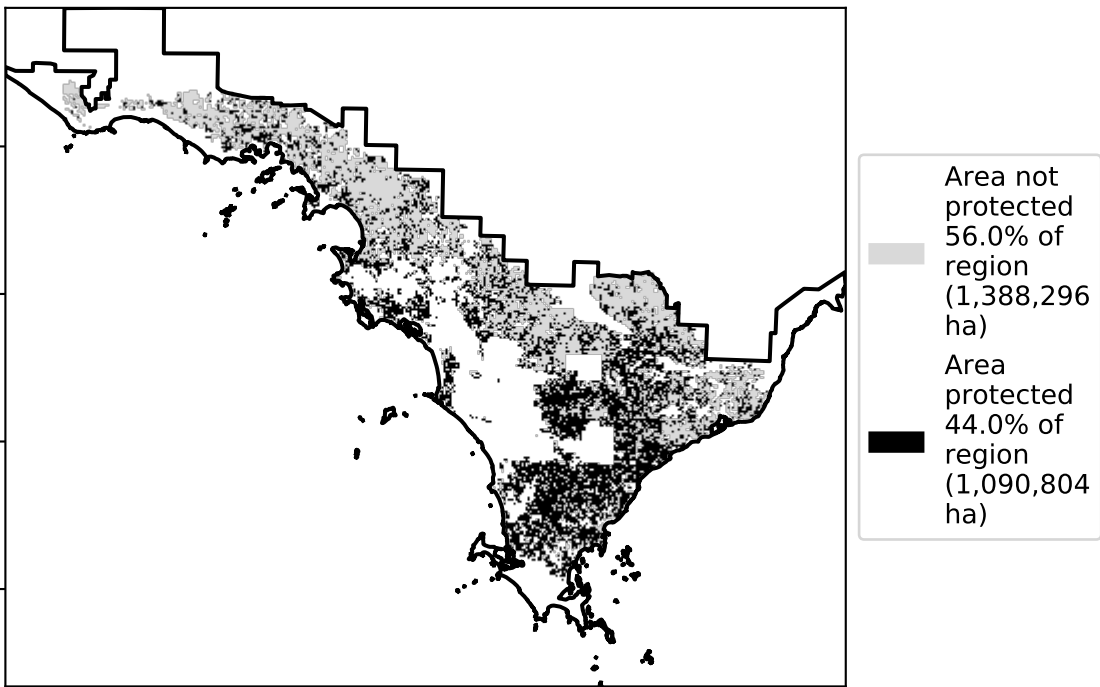 Area not
protected
56.0% of
region
(1,388,296
ha)
Area
protected
44.0% of
region
(1,090,804
ha)